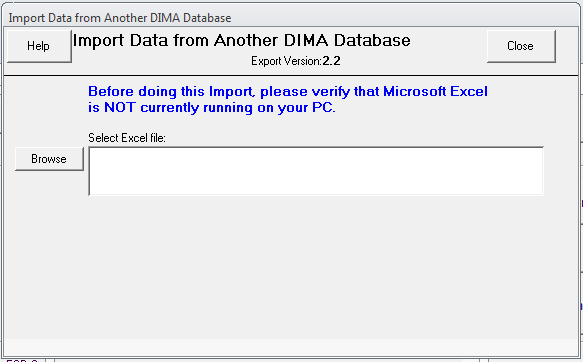 Import Data from Another DIMA Database
Help
Import Data from Another DIMA Database
Close
Export Version:2.2
Before doing this Import, please verify that Microsoft Excel
is NOT currently running on your PC.
Select Excel file:
Browse